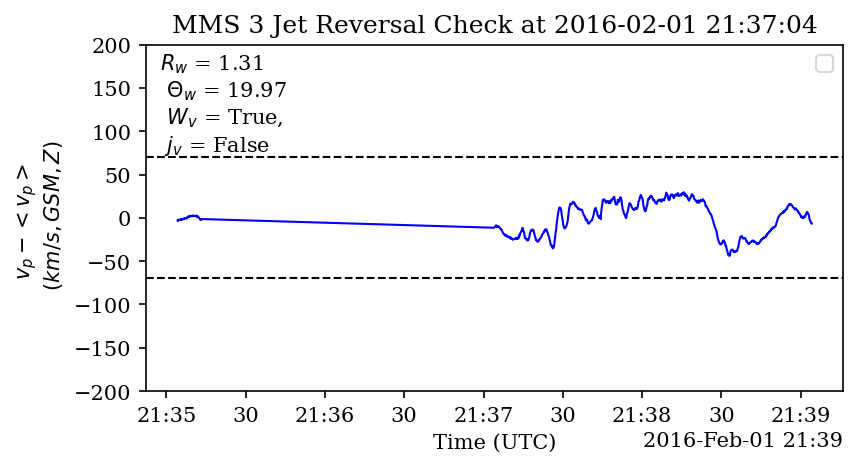 MMS 3 Jet Reversal Check at 2016-02-01 21:37:04
R_w = 1.31
Θ_w = 19.97
W_v = True,
j_v = False
v_p − < v_p >
(km/s, GSM, Z)
200
150
100
50
0
−50
−100
−150
−200
21:35 30 21:36 30 21:37 30 21:38 30 21:39
Time (UTC)
2016-Feb-01 21:39